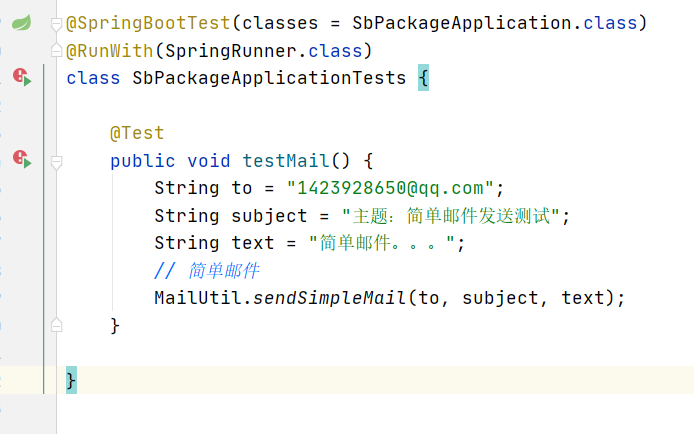 @SpringBootTest(classes = SbPackageApplication.class)
@RunWith(SpringRunner.class)
class SbPackageApplicationTests {
@Test
public void testMail() {
String to = "1423928650@qq.com";
String subject = "主题：简单邮件发送测试";
String text = "简单邮件。。。";
// 简单邮件
MailUtil.sendSimpleMail(to, subject, text);
}
}